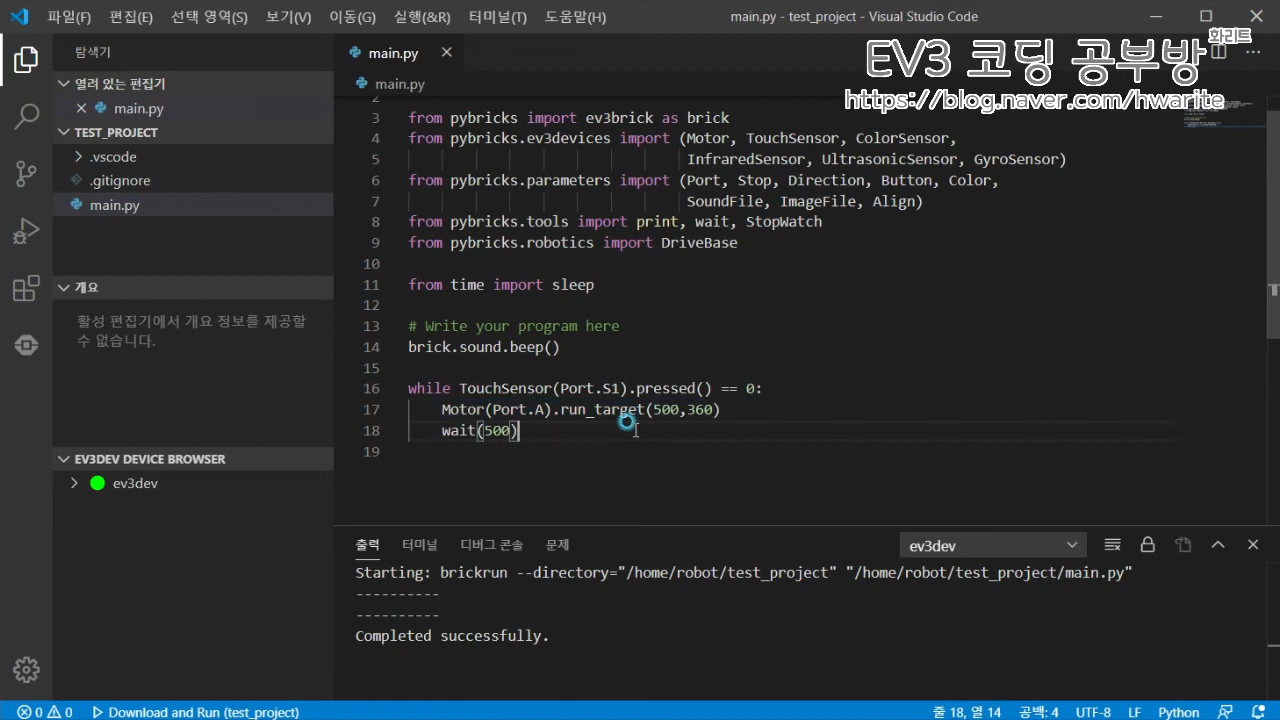 파일(F) 편집(E) 선택 영역(S) 보기(V) 이동(G) 실행(&R) 터미널(T) 도움말(H) main.py - test_project - Visual Studio Code
화리트
EV3 코딩 공부방
https://blog.naver.com/hwarite
탐색기
열려 있는 편집기
main.py
TEST_PROJECT
.vscode
.gitignore
main.py
개요
활성 편집기에서 개요 정보를 제공할
수 없습니다.
EV3DEV DEVICE BROWSER
ev3dev
main.py
main.py
2
3 from pybricks import ev3brick as brick
4 from pybricks.ev3devices import (Motor, TouchSensor, ColorSensor,
5 InfraredSensor, UltrasonicSensor, GyroSensor)
6 from pybricks.parameters import (Port, Stop, Direction, Button, Color,
7 SoundFile, ImageFile, Align)
8 from pybricks.tools import print, wait, StopWatch
9 from pybricks.robotics import DriveBase
10
11 from time import sleep
12
13 # Write your program here
14 brick.sound.beep()
15
16 while TouchSensor(Port.S1).pressed() == 0:
17 Motor(Port.A).run_target(500,360)
18 wait(500)
19
출력 터미널 디버그 콘솔 문제 ev3dev
Starting: brickrun --directory="/home/robot/test_project" "/home/robot/test_project/main.py"
----------
----------
Completed successfully.
0 0 Download and Run (test_project) 줄 18, 열 14 공백: 4 UTF-8 LF Python